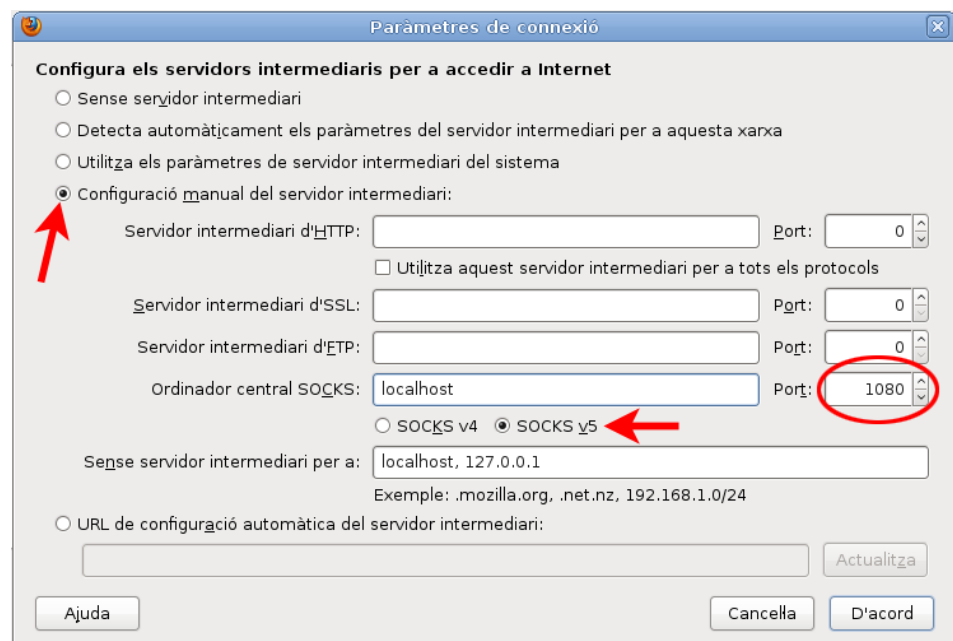 Paràmetres de connexió
Configura els servidors intermediaris per a accedir a Internet
Sense servidor intermediari
Detecta automàticament els paràmetres del servidor intermediari per a aquesta xarxa
Utilitza els paràmetres de servidor intermediari del sistema
Configuració manual del servidor intermediari:
Servidor intermediari d'HTTP: Port: 0
Utilitza aquest servidor intermediari per a tots els protocols
Servidor intermediari d'SSL: Port: 0
Servidor intermediari d'FTP: Port: 0
Ordinador central SOCKS: localhost Port: 1080
SOCKS v4 SOCKS v5
Sense servidor intermediari per a: localhost, 127.0.0.1
Exemple: .mozilla.org, .net.nz, 192.168.1.0/24
URL de configuració automàtica del servidor intermediari:
Actualitza
Ajuda Cancel·la D'acord